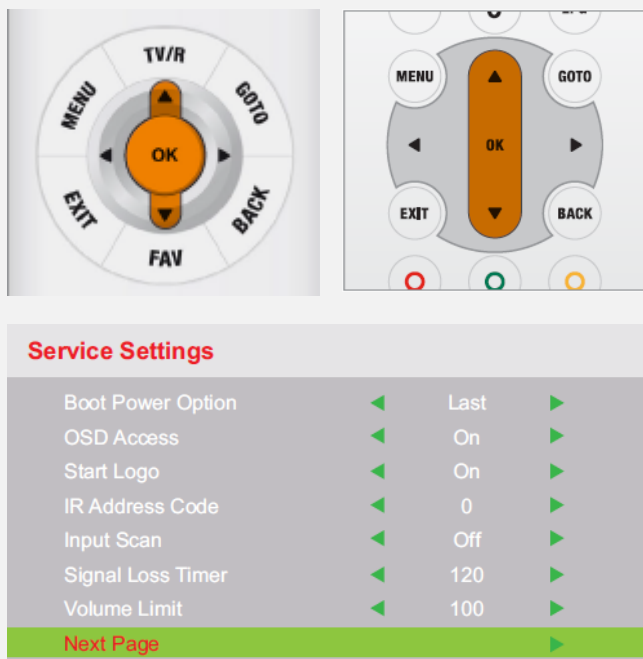 TV/R
MENU
GOTO
OK
EXIT
BACK
FAV
MENU
GOTO
OK
EXIT
BACK
Service Settings
Boot Power Option Last
OSD Access On
Start Logo On
IR Address Code 0
Input Scan Off
Signal Loss Timer 120
Volume Limit 100
Next Page